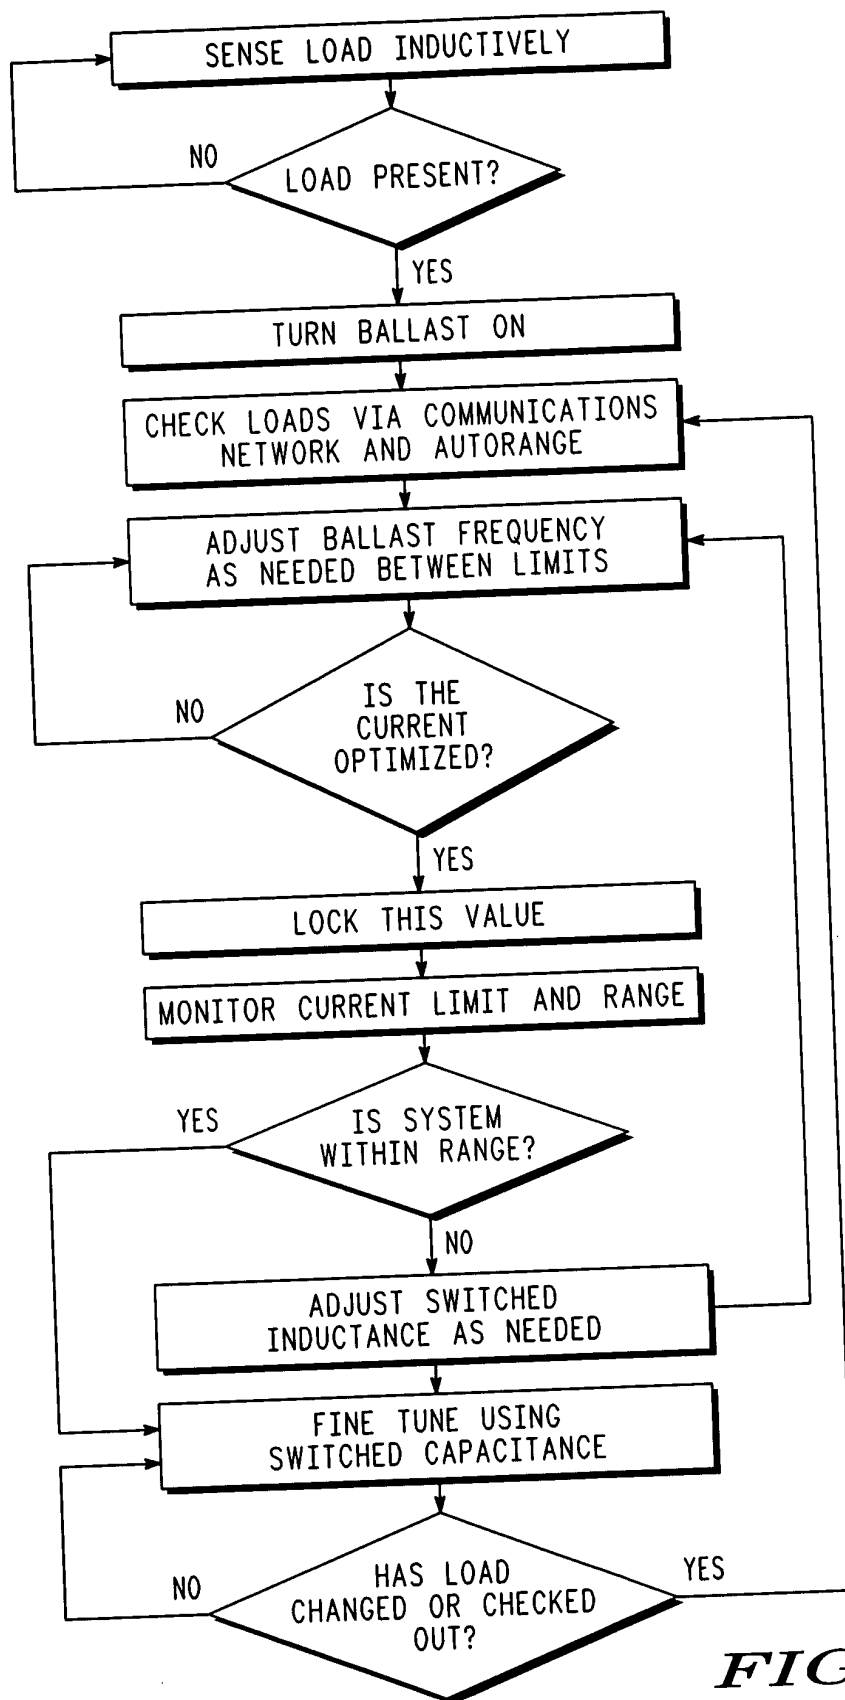 SENSE LOAD INDUCTIVELY
NO
LOAD PRESENT?
YES
TURN BALLAST ON
CHECK LOADS VIA COMMUNICATIONS
NETWORK AND AUTORANGE
ADJUST BALLAST FREQUENCY
AS NEEDED BETWEEN LIMITS
NO
IS THE
CURRENT
OPTIMIZED?
YES
LOCK THIS VALUE
MONITOR CURRENT LIMIT AND RANGE
YES
IS SYSTEM
WITHIN RANGE?
NO
ADJUST SWITCHED
INDUCTANCE AS NEEDED
FINE TUNE USING
SWITCHED CAPACITANCE
NO
HAS LOAD
CHANGED OR CHECKED
OUT?
YES
FIG